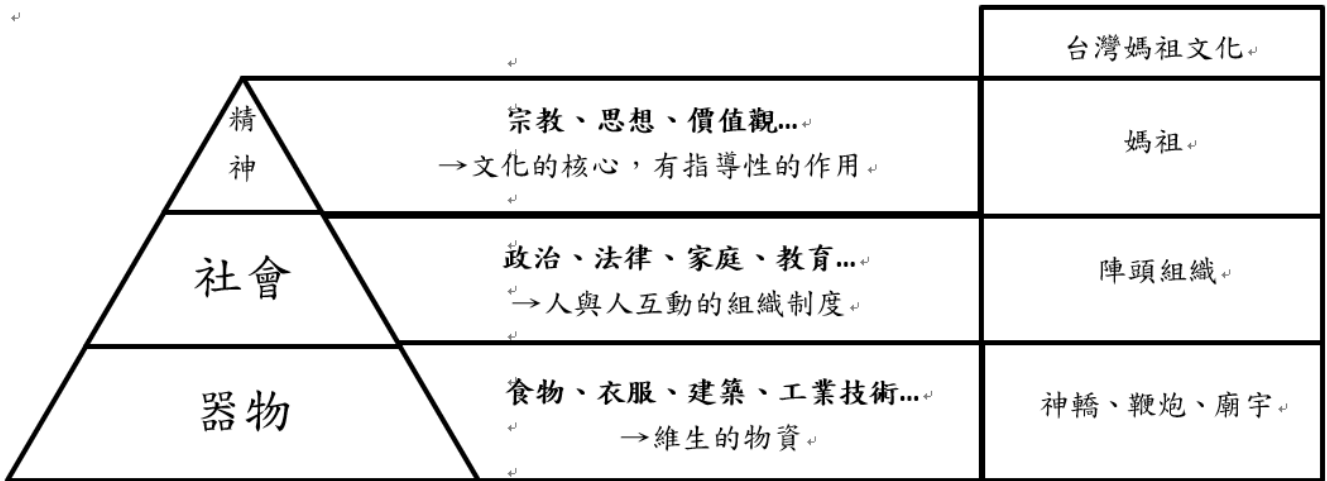 台灣媽祖文化
精
神
宗教、思想、價值觀...
→文化的核心，有指導性的作用
媽祖
社會
政治、法律、家庭、教育...
→人與人互動的組織制度
陣頭組織
器物
食物、衣服、建築、工業技術...
→維生的物資
神轎、鞭炮、廟宇